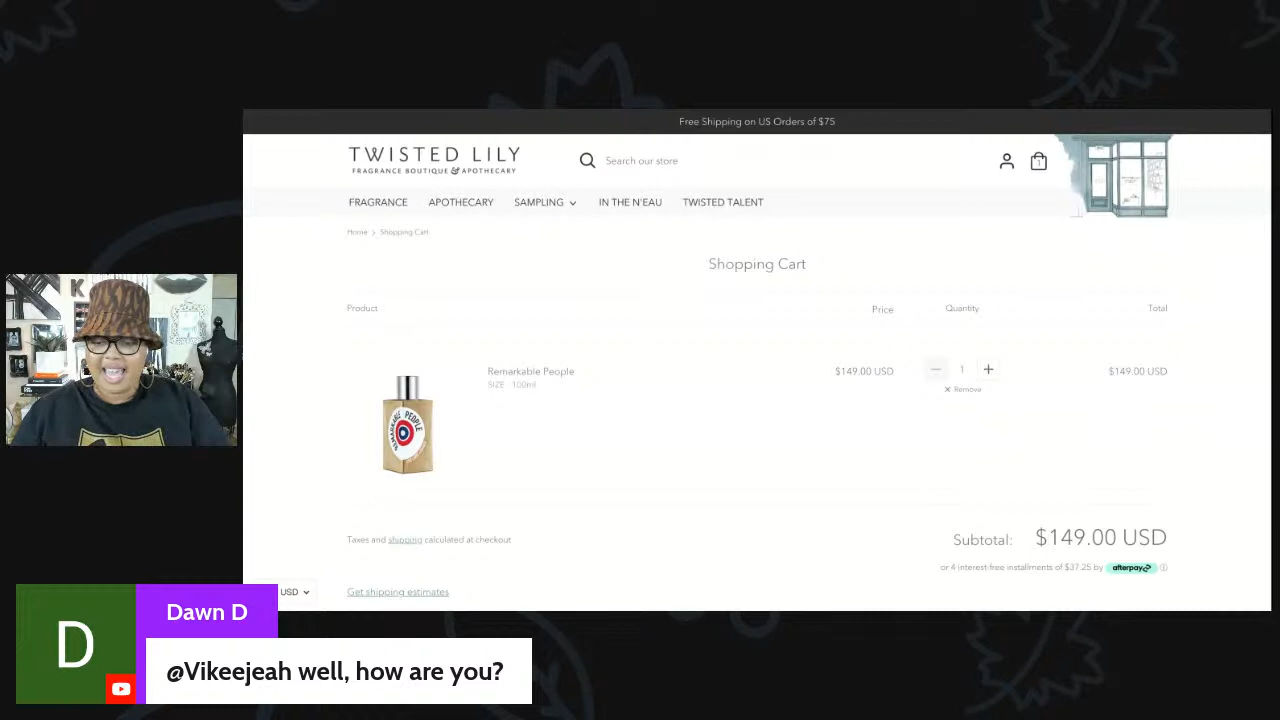 Free Shipping on US Orders of $75
TWISTED LILY
FRAGRANCE BOUTIQUE & APOTHECARY
Search our store
1
FRAGRANCE APOTHECARY SAMPLING IN THE N'EAU TWISTED TALENT
Home > Shopping Cart
Shopping Cart
Product Price Quantity Total
Remarkable People $149.00 USD 1 $149.00 USD
SIZE 100ml
× Remove
REMARKABLE PEOPLE
Taxes and shipping calculated at checkout
Subtotal: $149.00 USD
or 4 interest-free installments of $37.25 by afterpay
USD
Get shipping estimates
K
D
Dawn D
@Vikeejeah well, how are you?